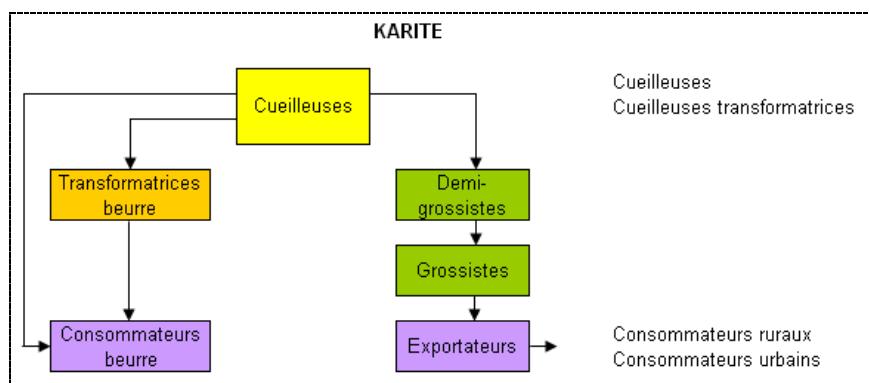 KARITE
Cueilleuses
Cueilleuses
Cueilleuses transformatrices
Transformatrices
beurre
Demi-
grossistes
Grossistes
Consommateurs
beurre
Exportateurs
Consommateurs ruraux
Consommateurs urbains